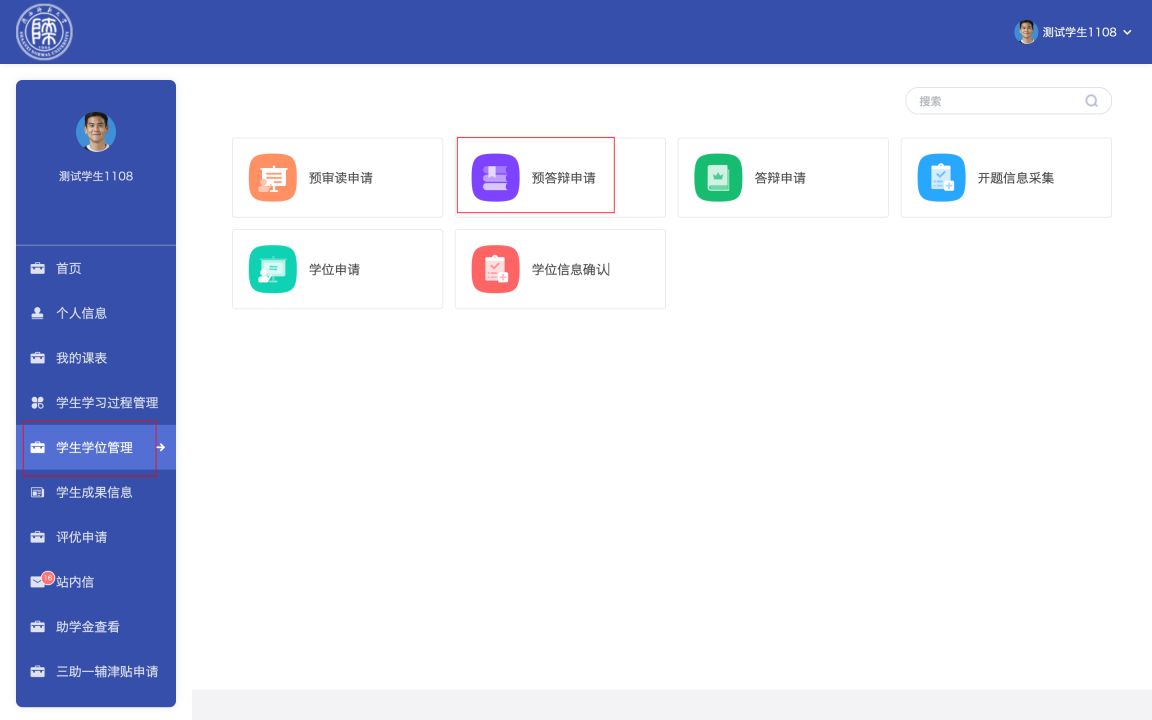 测试学生1108
搜索
测试学生1108
预审读申请
预答辩申请
答辩申请
开题信息采集
学位申请
学位信息确认
首页
个人信息
我的课表
学生学习过程管理
学生学位管理
学生成果信息
评优申请
16
站内信
助学金查看
三助一辅津贴申请